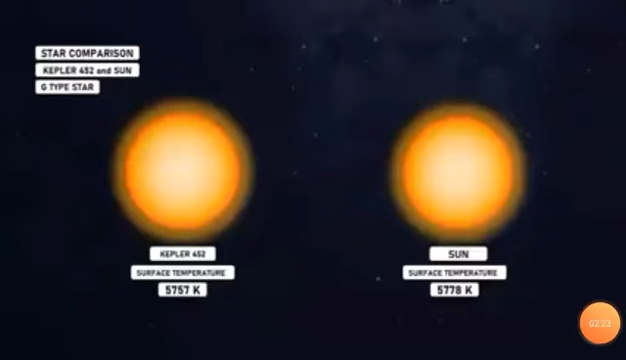 STAR COMPARISON
KEPLER 452 and SUN
G TYPE STAR
KEPLER 452
SURFACE TEMPERATURE
5757 K
SUN
SURFACE TEMPERATURE
5778 K
02:23